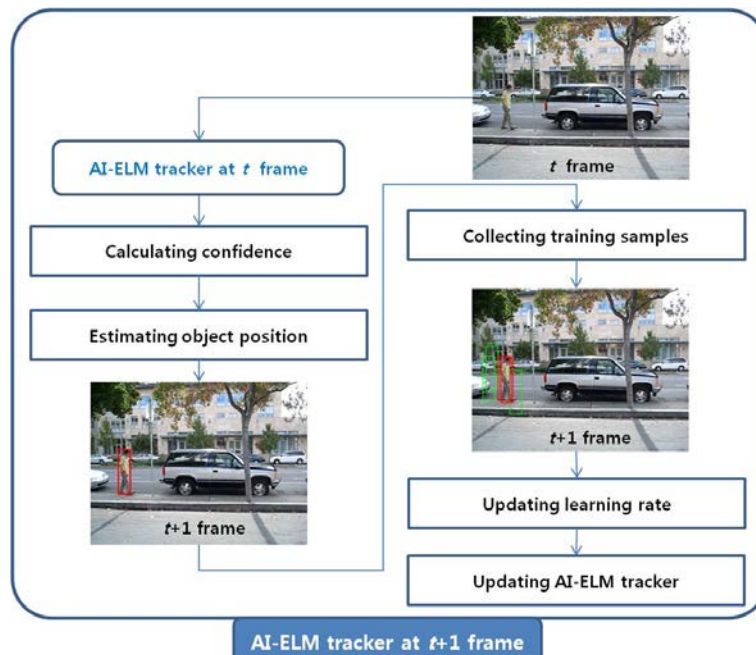 t frame
AI-ELM tracker at t frame
Calculating confidence
Estimating object position
t+1 frame
Collecting training samples
t+1 frame
Updating learning rate
Updating AI-ELM tracker
AI-ELM tracker at t+1 frame